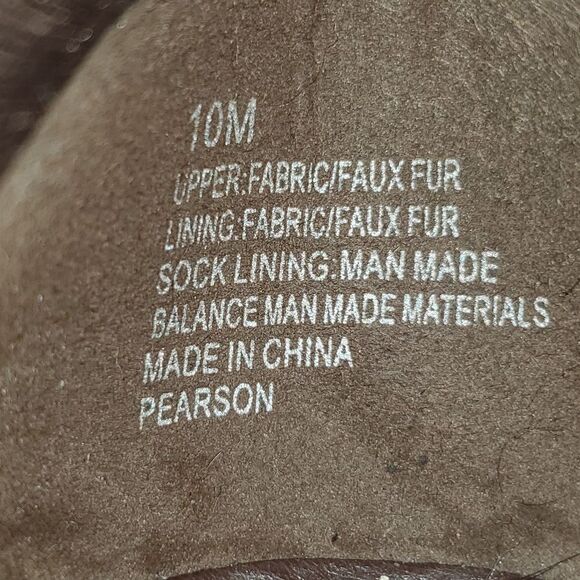 10M
UPPER:FABRIC/FAUX FUR
LINING:FABRIC/FAUX FUR
SOCK LINING:MAN MADE
BALANCE MAN MADE MATERIALS
MADE IN CHINA
PEARSON